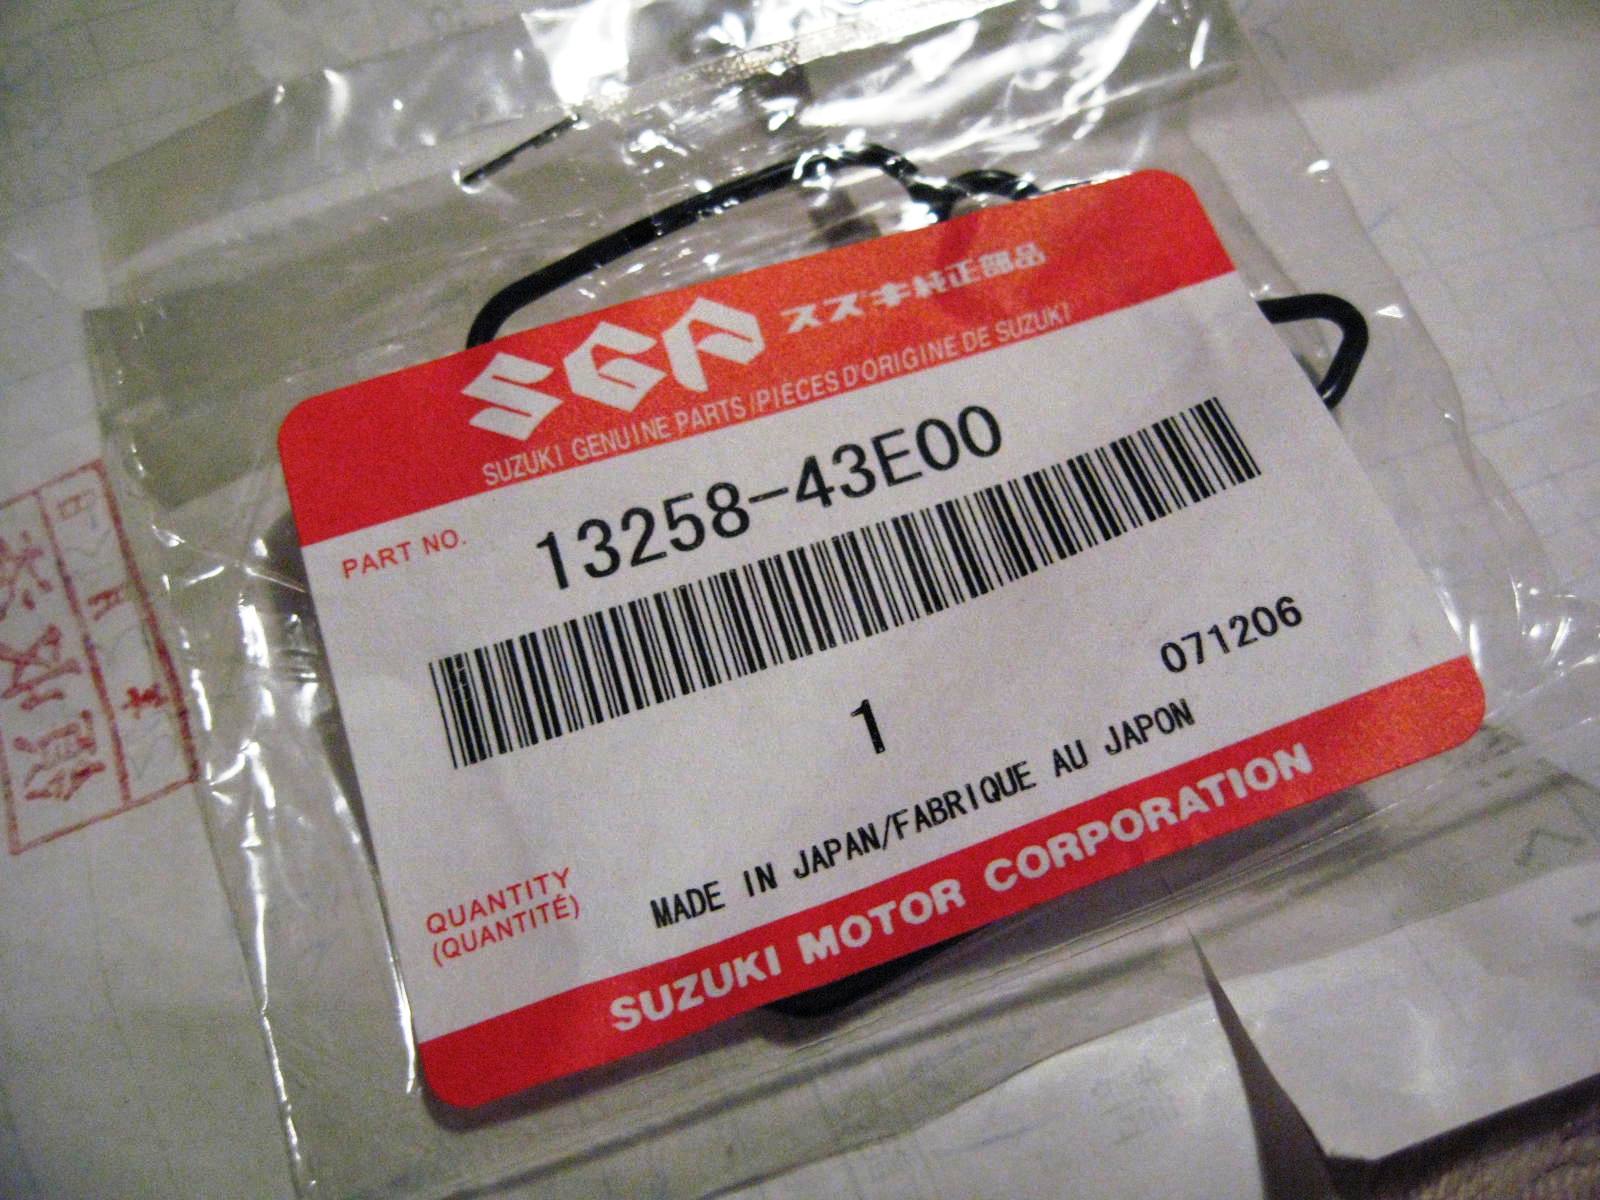 SGP スズキ純正部品
SUZUKI GENUINE PARTS/PIÈCES D'ORIGINE DE SUZUKI
PART NO. 13258-43E00
071206
1
QUANTITY
(QUANTITÉ)
MADE IN JAPAN/FABRIQUE AU JAPON
SUZUKI MOTOR CORPORATION